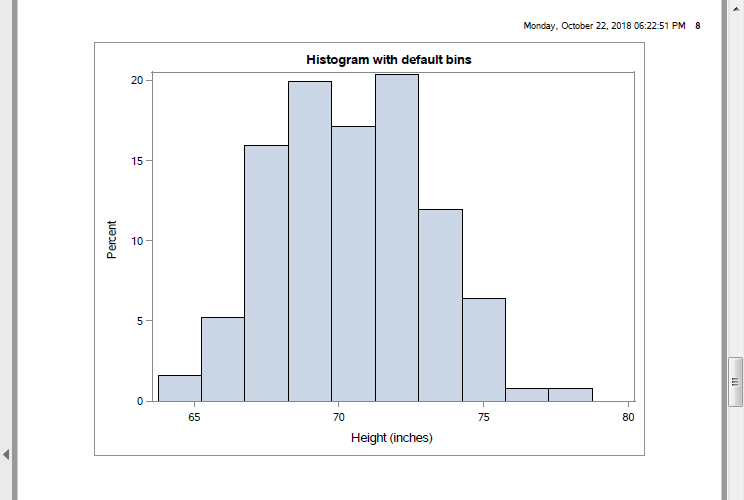 Monday, October 22, 2018 06:22:51 PM 8
Histogram with default bins
20
15
10
5
0
Percent
65 70 75 80
Height (inches)